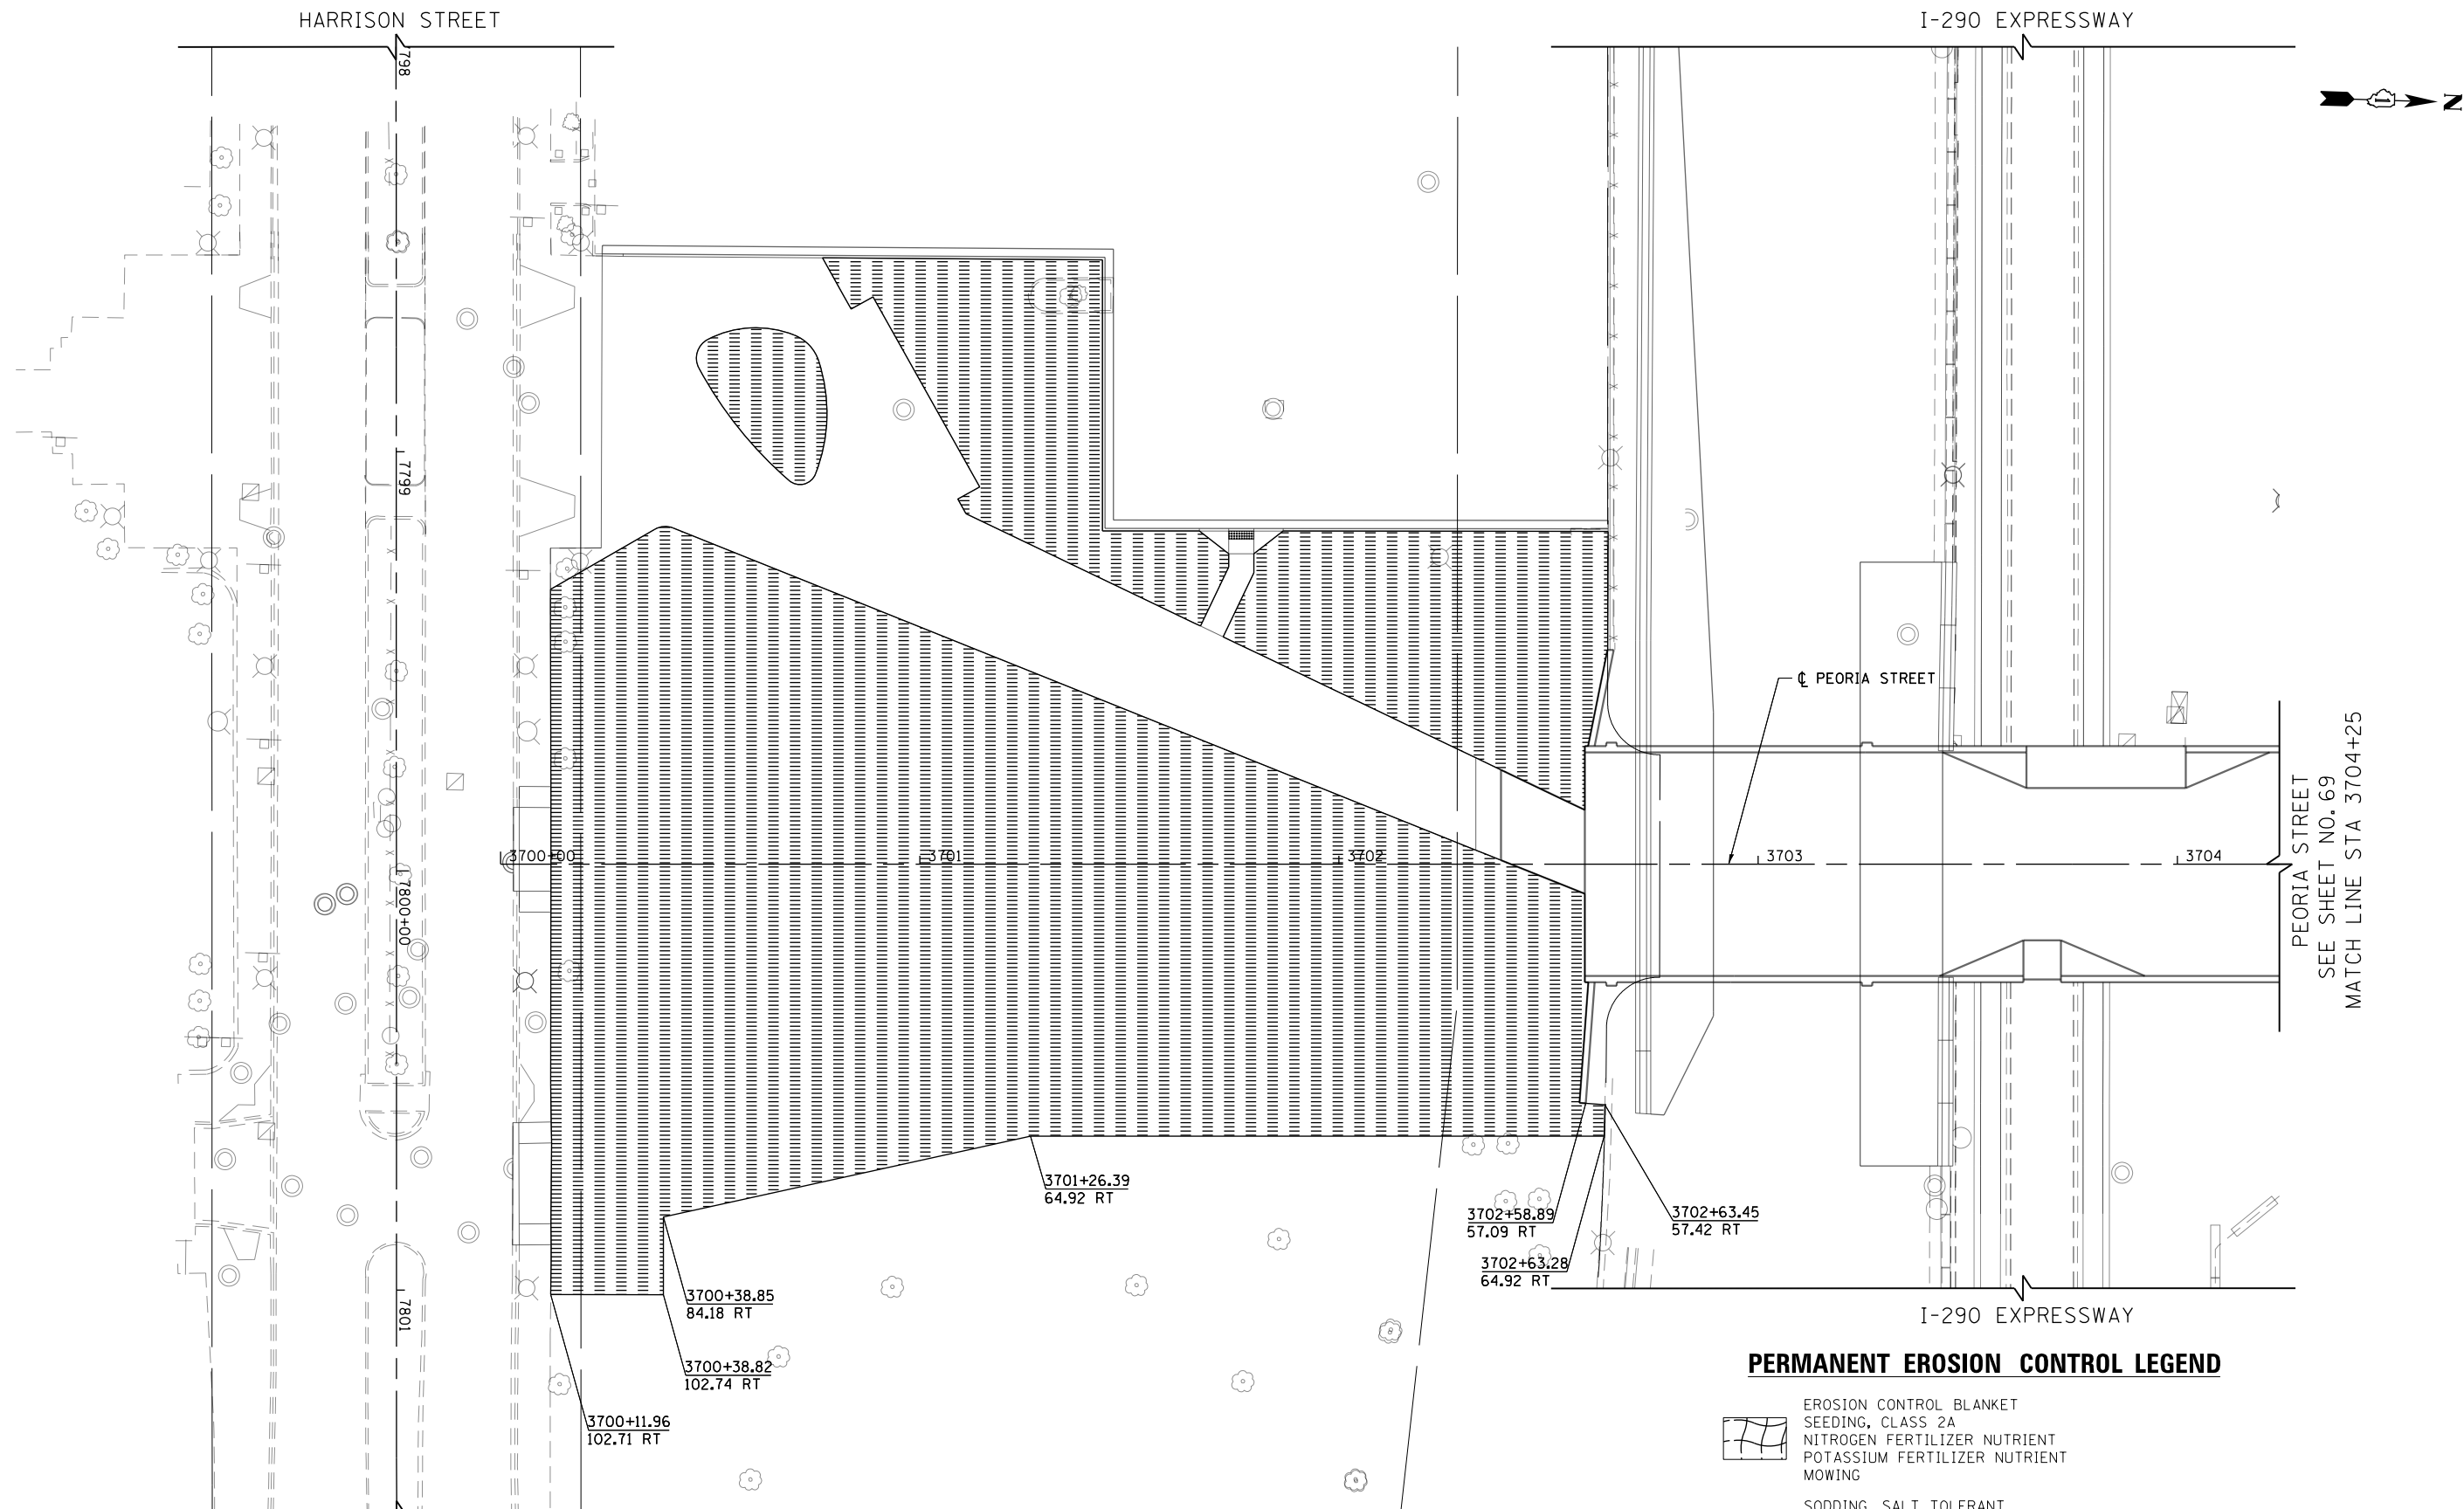 HARRISON STREET
I-290 EXPRESSWAY
N
798
7799
℄ PEORIA STREET
3700+00
3701
3702
3703
3704
7800+00
PEORIA STREET
SEE SHEET NO. 69
MATCH LINE STA 3704+25
3701+26.39
64.92 RT
3702+58.89
57.09 RT
3702+63.45
57.42 RT
3702+63.28
64.92 RT
3700+38.85
84.18 RT
7801
I-290 EXPRESSWAY
3700+38.82
102.74 RT
3700+11.96
102.71 RT
PERMANENT EROSION CONTROL LEGEND
EROSION CONTROL BLANKET
SEEDING, CLASS 2A
NITROGEN FERTILIZER NUTRIENT
POTASSIUM FERTILIZER NUTRIENT
MOWING
SODDING, SALT TOLERANT